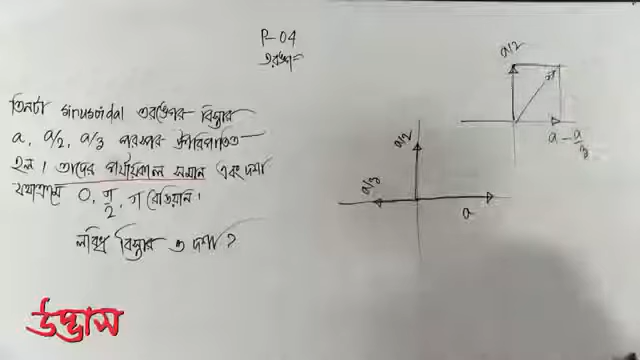 P-04
তরঙ্গ
তিনটা sinusoidal তরঙ্গের বিস্তার
a, a/2, a/3 পরস্পর উপরিপাতিত
হল। তাদের পর্যায়কাল সমান এবং দশা
যথাক্রমে 0, π/2, π রেডিয়ান।
লব্ধির বিস্তার ও দশা?
a/2
a - a/3
a/2
a/3
a
উদ্ভাস